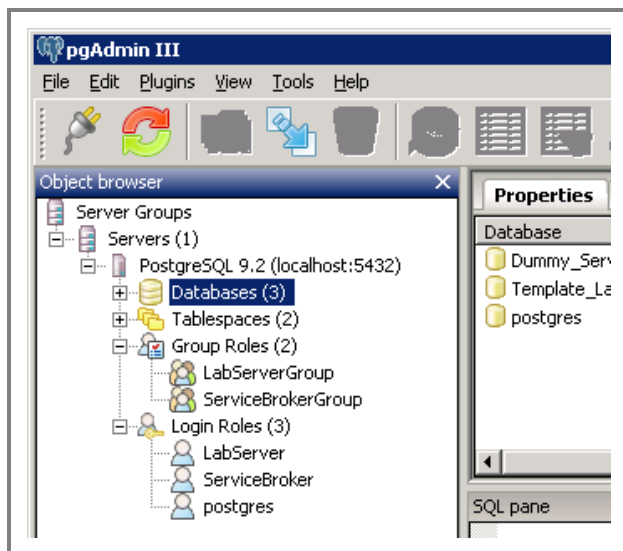 pgAdmin III
File Edit Plugins View Tools Help
Object browser
Server Groups
Servers (1)
PostgreSQL 9.2 (localhost:5432)
Databases (3)
Tablespaces (2)
Group Roles (2)
LabServerGroup
ServiceBrokerGroup
Login Roles (3)
LabServer
ServiceBroker
postgres
Properties
Database
Dummy_Serv
Template_La
postgres
SQL pane